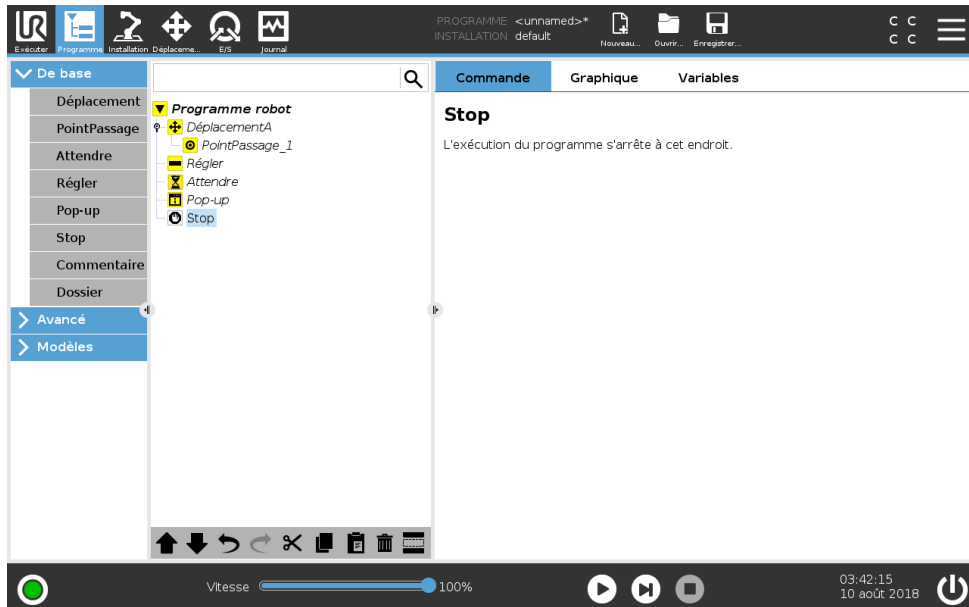 UR
Exécuter
Programme
Installation
Déplaceme...
E/S
Journal
PROGRAMME <unnamed>*
INSTALLATION default
Nouveau...
Ouvrir...
Enregistrer...
C C
C C
De base
Déplacement
PointPassage
Attendre
Régler
Pop-up
Stop
Commentaire
Dossier
Avancé
Modèles
Programme robot
DéplacementA
PointPassage_1
Régler
Attendre
Pop-up
Stop
Commande Graphique Variables
Stop
L'exécution du programme s'arrête à cet endroit.
Vitesse 100%
03:42:15
10 août 2018